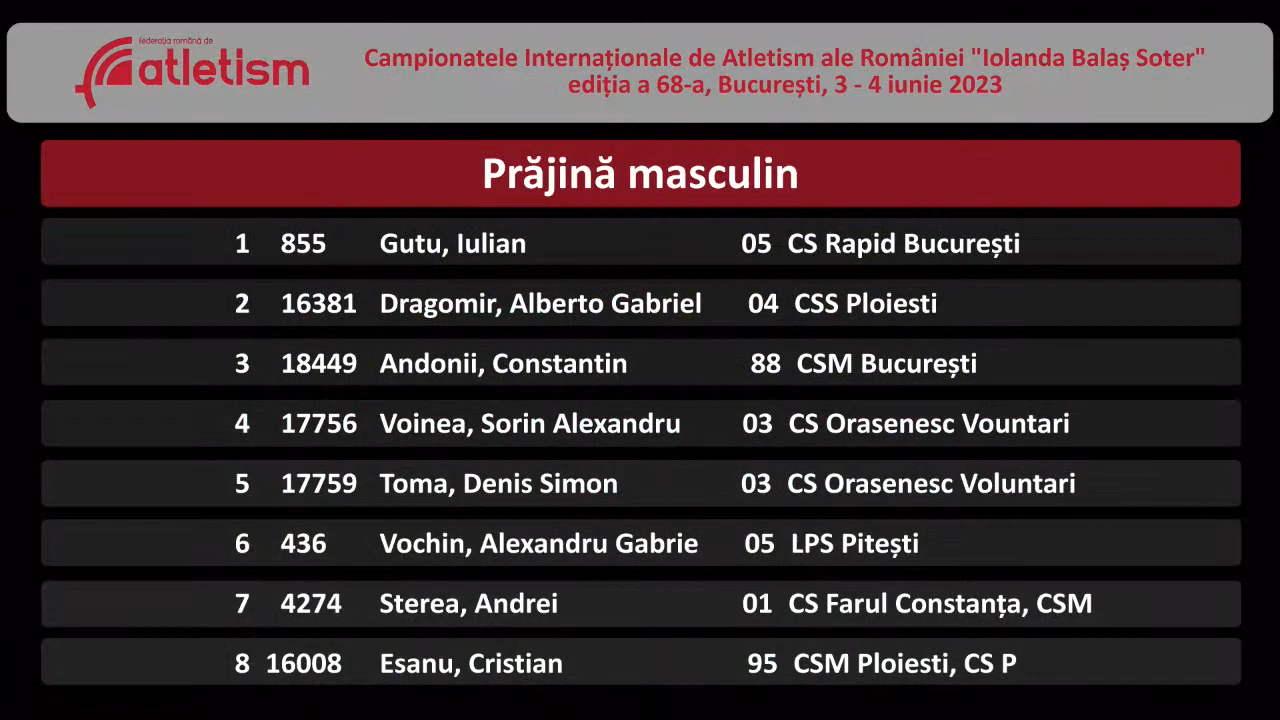 federația română de
atletism
Campionatele Internaționale de Atletism ale României "Iolanda Balaș Soter"
ediția a 68-a, București, 3 - 4 iunie 2023
Prăjină masculin
1 855 Gutu, Iulian 05 CS Rapid București
2 16381 Dragomir, Alberto Gabriel 04 CSS Ploiesti
3 18449 Andonii, Constantin 88 CSM București
4 17756 Voinea, Sorin Alexandru 03 CS Orasenesc Vountari
5 17759 Toma, Denis Simon 03 CS Orasenesc Voluntari
6 436 Vochin, Alexandru Gabrie 05 LPS Pitești
7 4274 Sterea, Andrei 01 CS Farul Constanța, CSM
8 16008 Esanu, Cristian 95 CSM Ploiesti, CS P